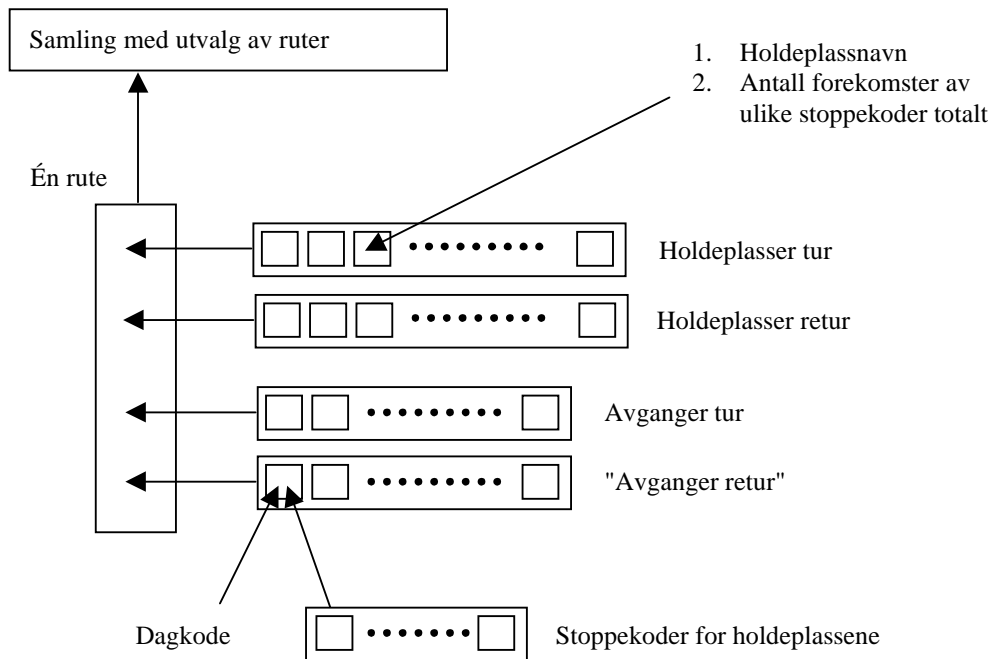 Samling med utvalg av ruter
1. Holdeplassnavn
2. Antall forekomster av
ulike stoppekoder totalt
Én rute
Holdeplasser tur
Holdeplasser retur
Avganger tur
"Avganger retur"
Dagkode
Stoppekoder for holdeplassene